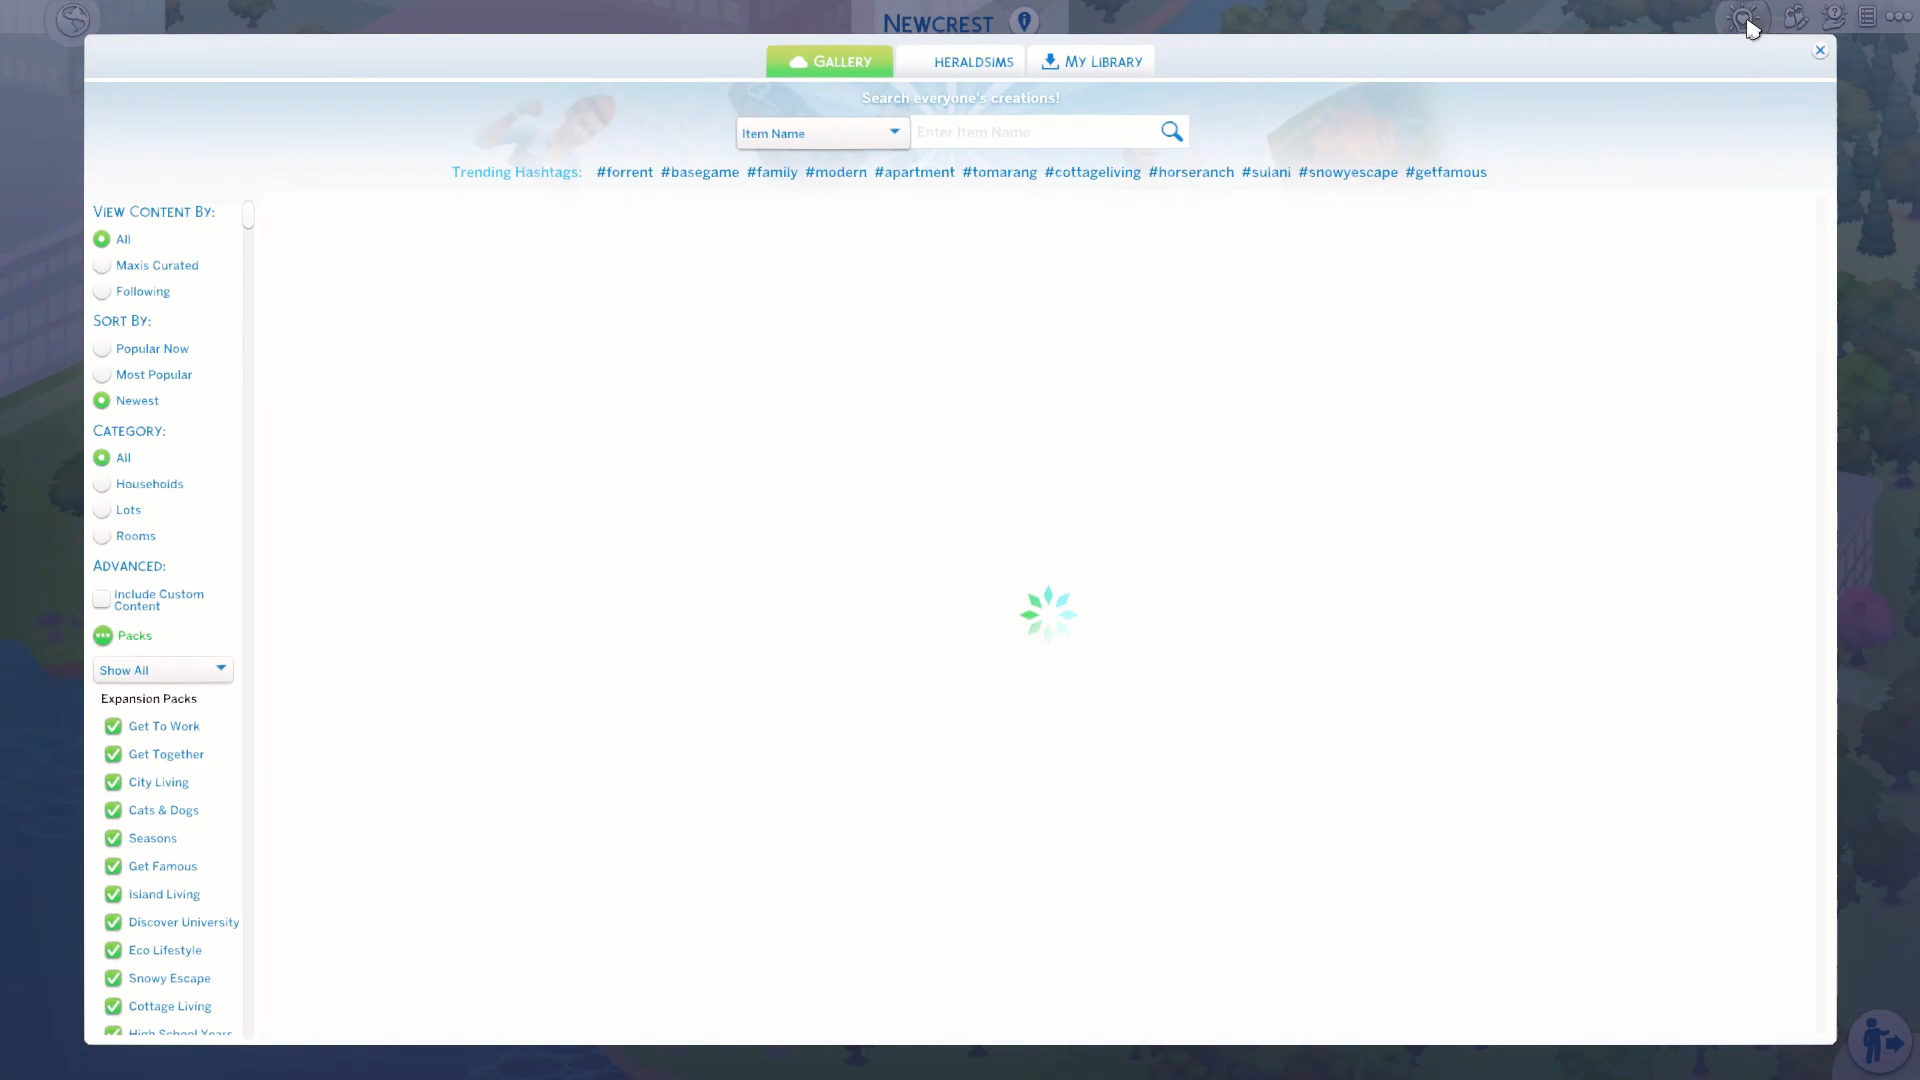 NEWCREST
GALLERY
HERALDSIMS
MY LIBRARY
Search everyone's creations!
Item Name
Enter Item Name
Trending Hashtags: #forrent #basegame #family #modern #apartment #tomarang #cottageliving #horseranch #sulani #snowyescape #getfamous
VIEW CONTENT BY:
All
Maxis Curated
Following
SORT BY:
Popular Now
Most Popular
Newest
CATEGORY:
All
Households
Lots
Rooms
ADVANCED:
Include Custom
Content
Packs
Show All
Expansion Packs
Get To Work
Get Together
City Living
Cats & Dogs
Seasons
Get Famous
Island Living
Discover University
Eco Lifestyle
Snowy Escape
Cottage Living
High School Years